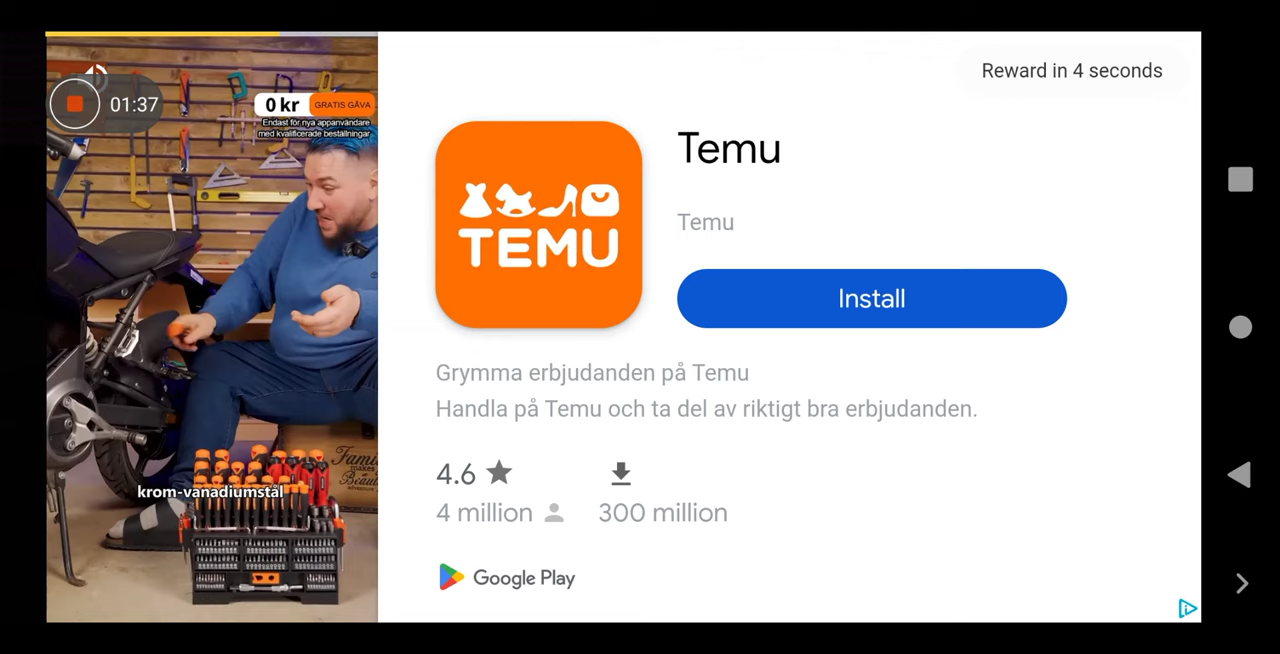 01:37
0 kr GRATIS GÅVA
Endast för nya appanvändare
med kvalificerade beställningar
krom-vanadiumstål
Reward in 4 seconds
TEMU
Temu
Temu
Install
Grymma erbjudanden på Temu
Handla på Temu och ta del av riktigt bra erbjudanden.
4.6
4 million 300 million
Google Play